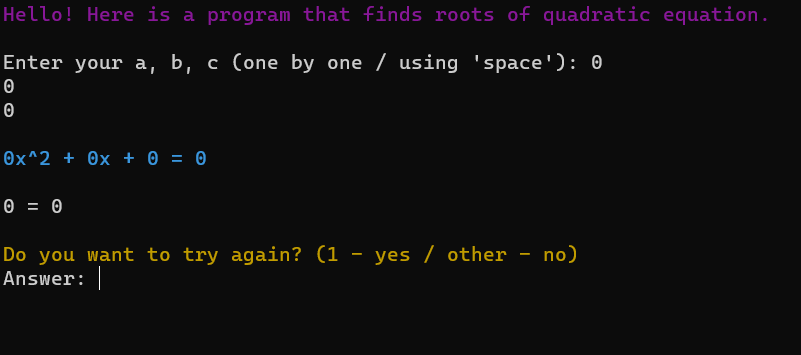 Hello! Here is a program that finds roots of quadratic equation.
Enter your a, b, c (one by one / using 'space'): 0
0
0
0x^2 + 0x + 0 = 0
0 = 0
Do you want to try again? (1 - yes / other - no)
Answer: